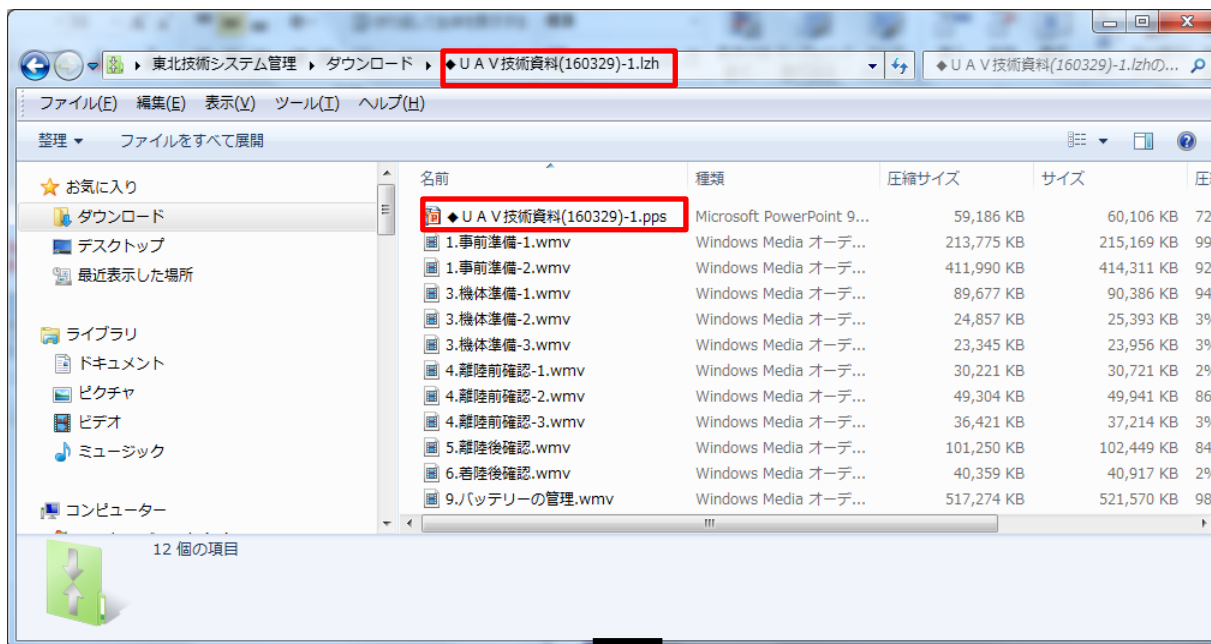 東北技術システム管理 ▸ ダウンロード ▸ ◆ＵＡＶ技術資料(160329)-1.lzh
◆ＵＡＶ技術資料(160329)-1.lzhの...
ファイル(F) 編集(E) 表示(V) ツール(T) ヘルプ(H)
整理 ▼ ファイルをすべて展開
お気に入り
ダウンロード
デスクトップ
最近表示した場所
ライブラリ
ドキュメント
ピクチャ
ビデオ
ミュージック
コンピューター
名前 種類 圧縮サイズ サイズ 圧
◆ＵＡＶ技術資料(160329)-1.pps Microsoft PowerPoint 9... 59,186 KB 60,106 KB 72
1.事前準備-1.wmv Windows Media オーデ... 213,775 KB 215,169 KB 99
1.事前準備-2.wmv Windows Media オーデ... 411,990 KB 414,311 KB 92
3.機体準備-1.wmv Windows Media オーデ... 89,677 KB 90,386 KB 94
3.機体準備-2.wmv Windows Media オーデ... 24,857 KB 25,393 KB 3%
3.機体準備-3.wmv Windows Media オーデ... 23,345 KB 23,956 KB 3%
4.離陸前確認-1.wmv Windows Media オーデ... 30,221 KB 30,721 KB 2%
4.離陸前確認-2.wmv Windows Media オーデ... 49,304 KB 49,941 KB 86
4.離陸前確認-3.wmv Windows Media オーデ... 36,421 KB 37,214 KB 3%
5.離陸後確認.wmv Windows Media オーデ... 101,250 KB 102,449 KB 84
6.着陸後確認.wmv Windows Media オーデ... 40,359 KB 40,917 KB 2%
9.バッテリーの管理.wmv Windows Media オーデ... 517,274 KB 521,570 KB 98
12 個の項目